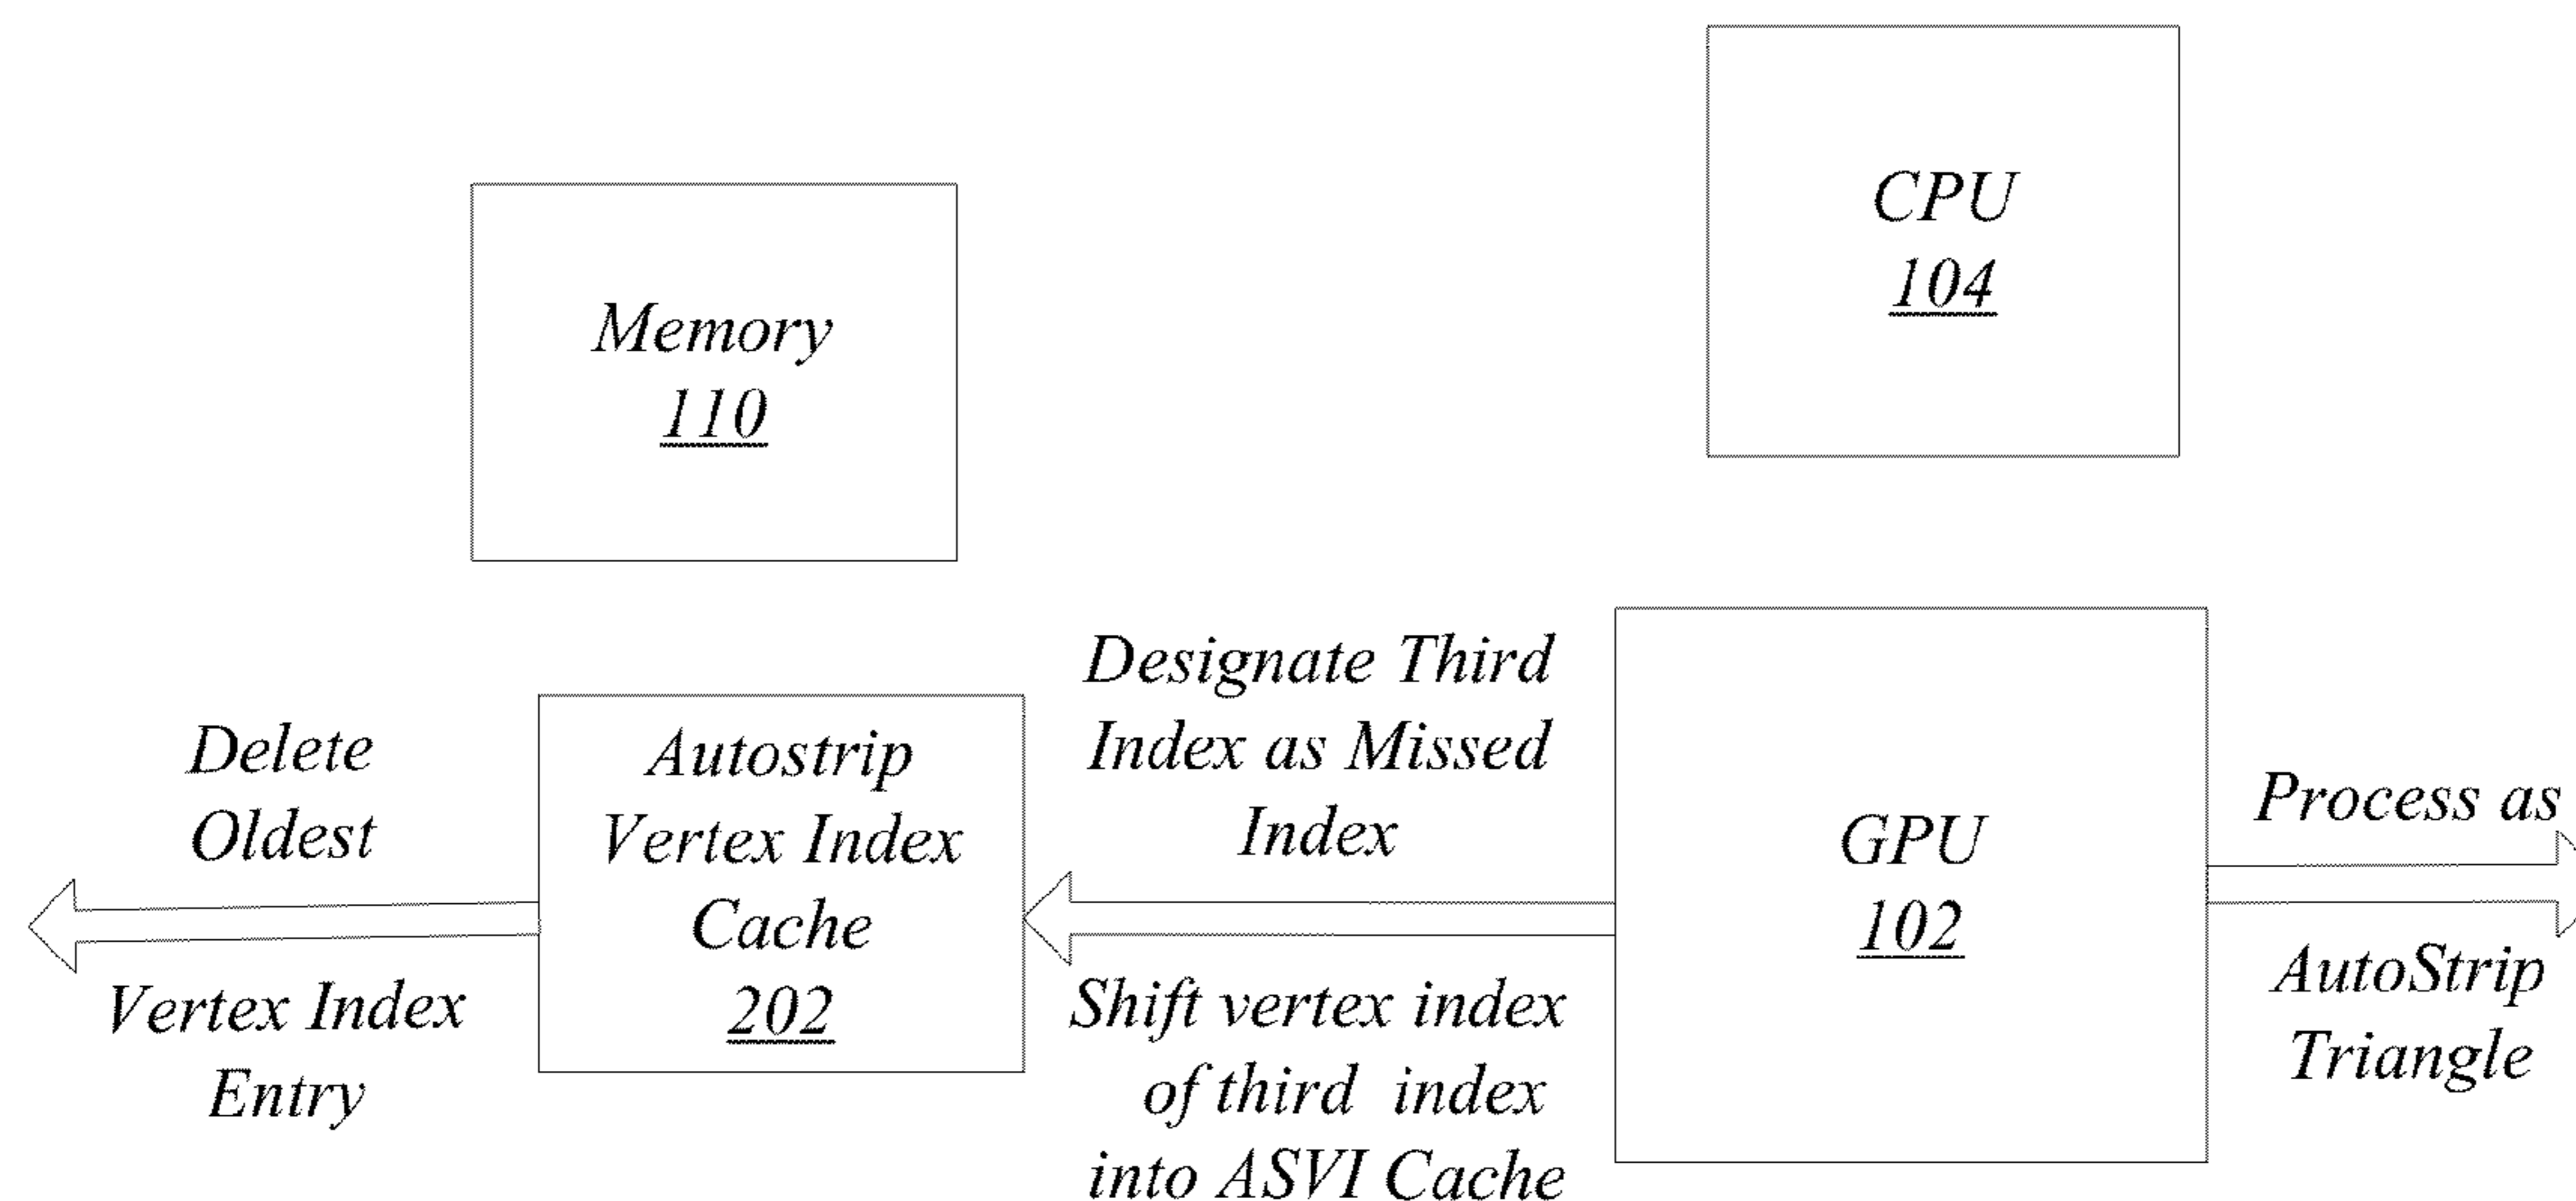 CPU
104
Memory
110
Delete
Oldest
Vertex Index
Entry
Autostrip
Vertex Index
Cache
202
Designate Third
Index as Missed
Index
Shift vertex index
of third index
into ASVI Cache
GPU
102
Process as
AutoStrip
Triangle